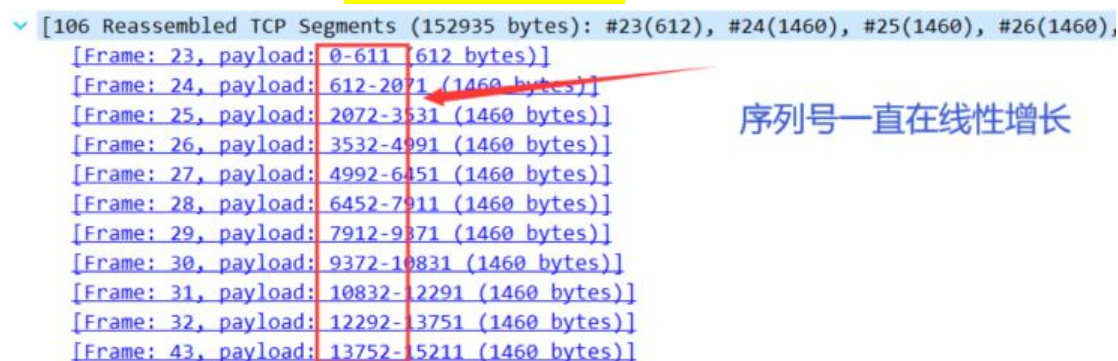 [106 Reassembled TCP Segments (152935 bytes): #23(612), #24(1460), #25(1460), #26(1460),
[Frame: 23, payload: 0-611 (612 bytes)]
[Frame: 24, payload: 612-2071 (1460 bytes)]
[Frame: 25, payload: 2072-3531 (1460 bytes)]
序列号一直在线性增长
[Frame: 26, payload: 3532-4991 (1460 bytes)]
[Frame: 27, payload: 4992-6451 (1460 bytes)]
[Frame: 28, payload: 6452-7911 (1460 bytes)]
[Frame: 29, payload: 7912-9371 (1460 bytes)]
[Frame: 30, payload: 9372-10831 (1460 bytes)]
[Frame: 31, payload: 10832-12291 (1460 bytes)]
[Frame: 32, payload: 12292-13751 (1460 bytes)]
[Frame: 43, payload: 13752-15211 (1460 bytes)]